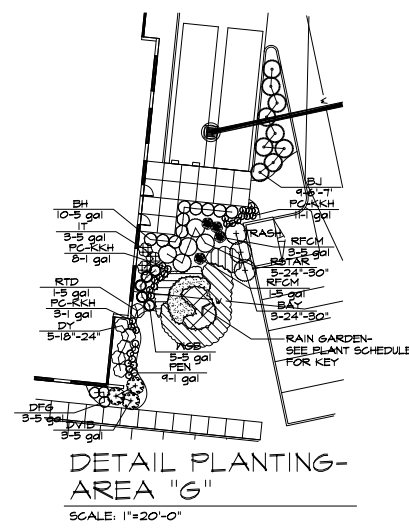 BJ
9-6'-7'
PC-KKH
11-1 gal
BH
10-5 gal
IT
3-5 gal
PC-KKH
8-1 gal
TRASH
RFCM
3-5 gal
RSTAR
5-24"-30"
RFCM
1-5 gal
BAY
3-24"-30"
RTD
1-5 gal
PC-KKH
3-1 gal
DY
5-18"-24"
RAIN GARDEN-
SEE PLANT SCHEDULE
FOR KEY
5-5 gal
PEN
9-1 gal
DFG
3-5 gal
DVIB
3-5 gal
DETAIL PLANTING-
AREA "G"
SCALE: 1"=20'-0"